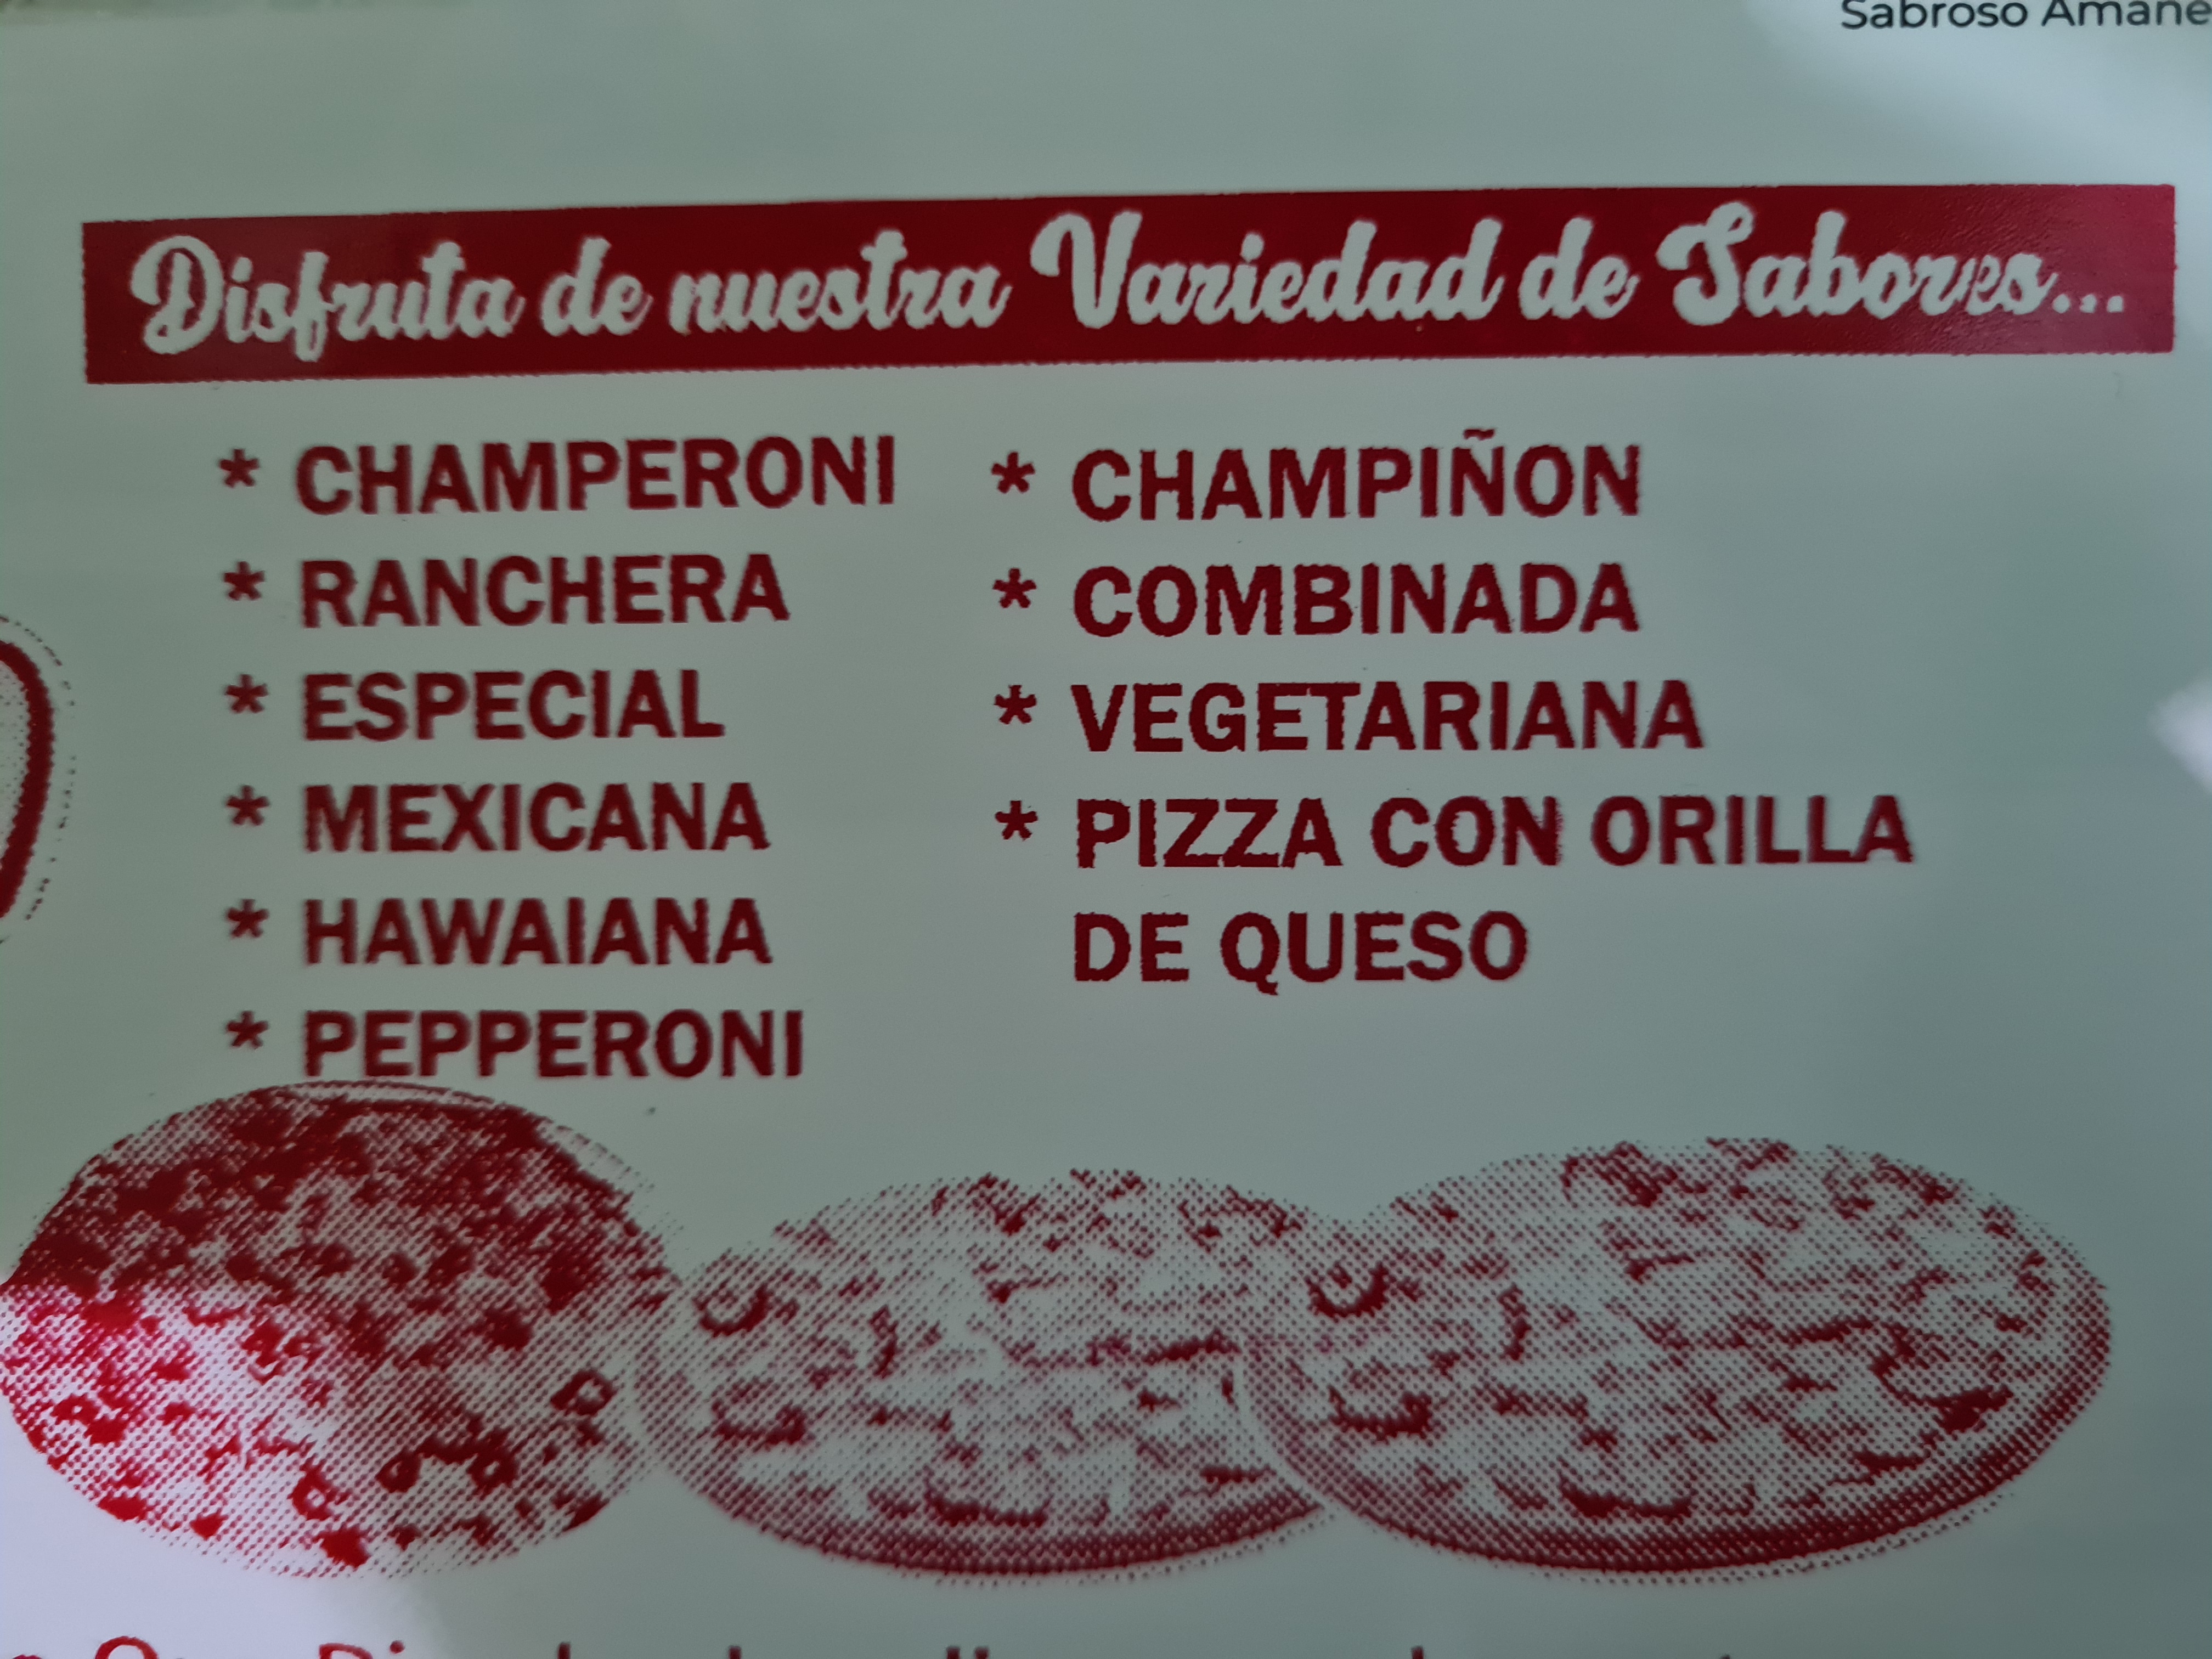 Sabroso
Disfruta de nuestra Variedad de Sabores...
* CHAMPERONI
* RANCHERA
* ESPECIAL
* MEXICANA
* HAWAIANA
* PEPPERONI
* CHAMPIÑON
* COMBINADA
* VEGETARIANA
* PIZZA CON ORILLA
DE QUESO